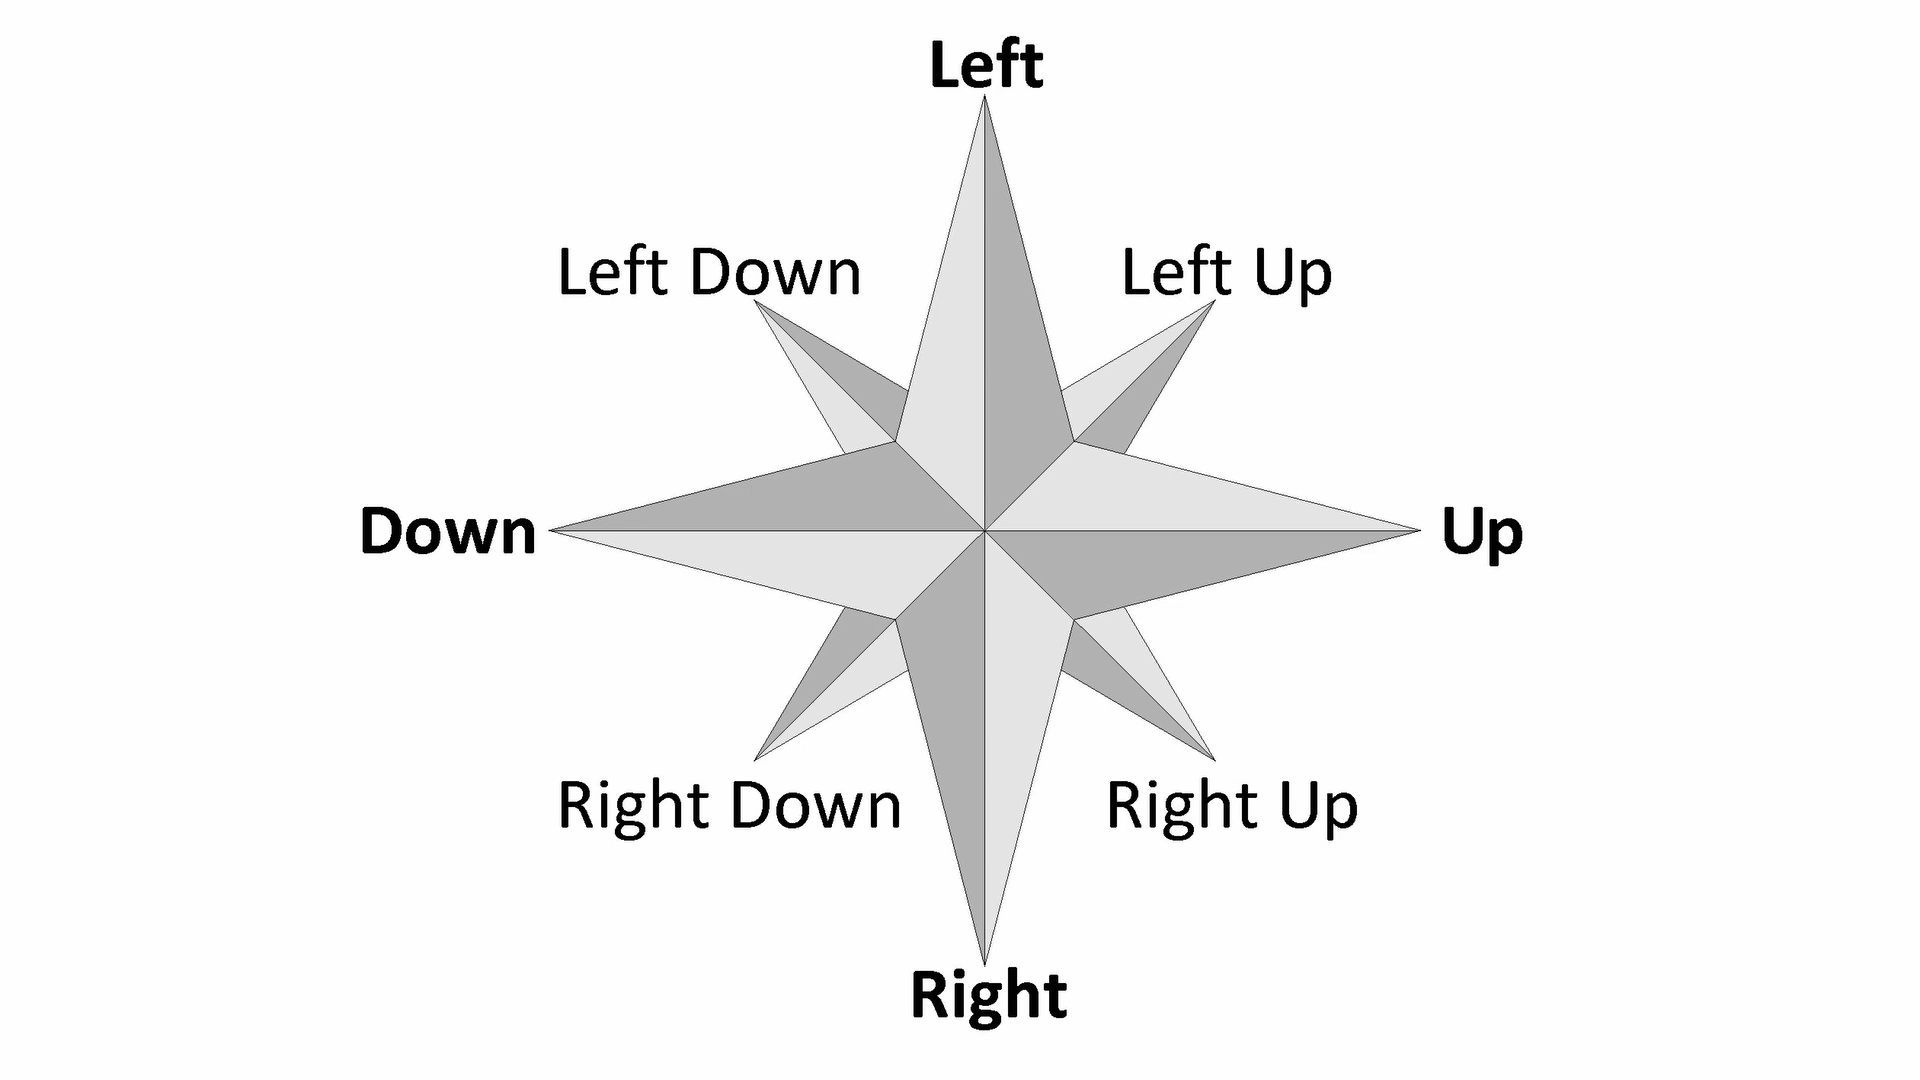 Left
Left Down
Left Up
Down
Up
Right Down
Right Up
Right